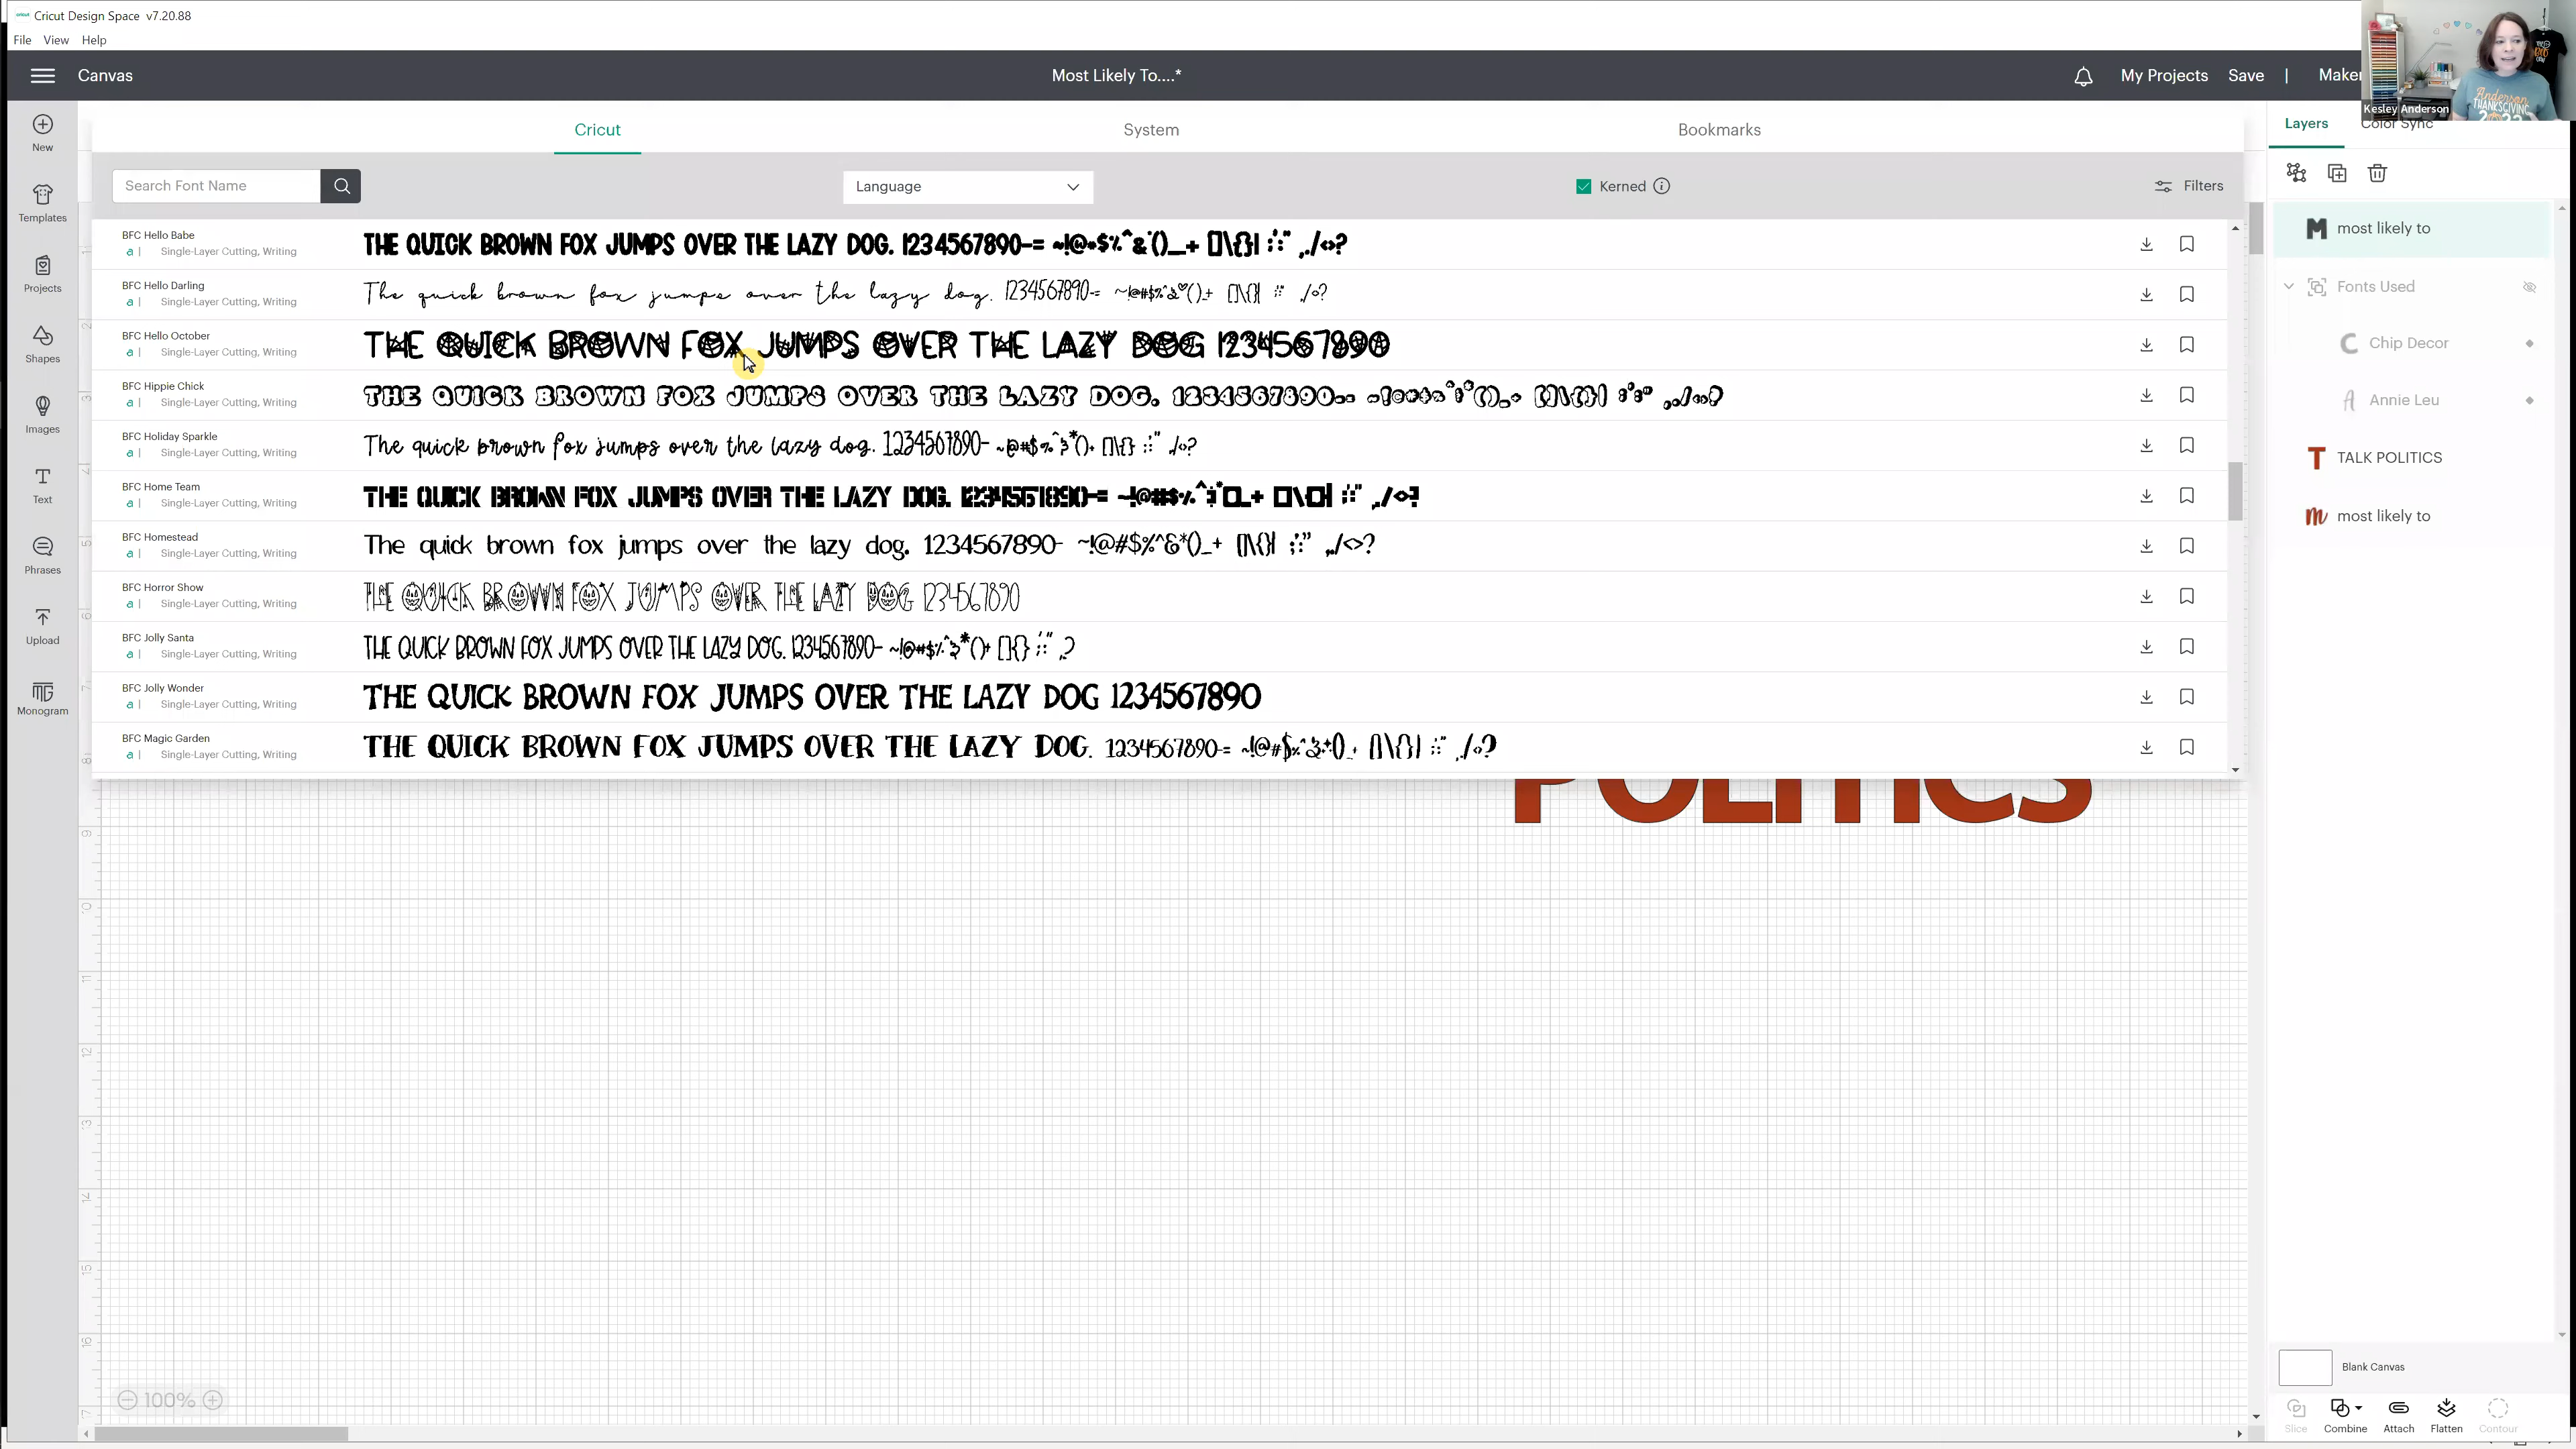 Cricut Design Space v7.20.88
File View Help
Canvas
Most Likely To....*
My Projects Save | Maker
Kesley Anderson
Anderson
THANKSGIVING
Cricut System Bookmarks
Layers Color Sync
Search Font Name
Language
Kerned
Filters
New
Templates
Projects
Shapes
Images
Text
Phrases
Upload
Monogram
BFC Hello Babe
Single-Layer Cutting, Writing
THE QUICK BROWN FOX JUMPS OVER THE LAZY DOG. 1234567890-= ~!@#$%^&*()_+ []\{}| ;':" ,./<>?
BFC Hello Darling
Single-Layer Cutting, Writing
The quick brown fox jumps over the lazy dog. 1234567890-= ~!@#$%^&*()_+ []\{}| ;':" ,./<>?
BFC Hello October
Single-Layer Cutting, Writing
THE QUICK BROWN FOX JUMPS OVER THE LAZY DOG 1234567890
BFC Hippie Chick
Single-Layer Cutting, Writing
THE QUICK BROWN FOX JUMPS OVER THE LAZY DOG. 1234567890-= ~!@#$%^&*()_+ []\{}| ;':" ,./<>?
BFC Holiday Sparkle
Single-Layer Cutting, Writing
The quick brown fox jumps over the lazy dog. 1234567890- ~@#$%^&*()+ []\{} ;:'" ,/<>?
BFC Home Team
Single-Layer Cutting, Writing
THE QUICK BROWN FOX JUMPS OVER THE LAZY DOG. 1234567890-= ~!@#$%^&*()_+ []\{}| ;':" ,./<>?
BFC Homestead
Single-Layer Cutting, Writing
The quick brown fox jumps over the lazy dog. 1234567890- ~!@#$%^&*()_+ []\{}| ;':" ,./<>?
BFC Horror Show
Single-Layer Cutting, Writing
THE QUICK BROWN FOX JUMPS OVER THE LAZY DOG 1234567890
BFC Jolly Santa
Single-Layer Cutting, Writing
THE QUICK BROWN FOX JUMPS OVER THE LAZY DOG. 1234567890- ~!@#$%^&*()+ []{} ;':" ,?
BFC Jolly Wonder
Single-Layer Cutting, Writing
THE QUICK BROWN FOX JUMPS OVER THE LAZY DOG 1234567890
BFC Magic Garden
Single-Layer Cutting, Writing
THE QUICK BROWN FOX JUMPS OVER THE LAZY DOG. 1234567890-= ~!@#$%^&*()_+ []\{}| ;':" ,./<>?
POLITICS
most likely to
Fonts Used
Chip Decor
Annie Leu
TALK POLITICS
most likely to
100%
Blank Canvas
Slice Combine Attach Flatten Contour